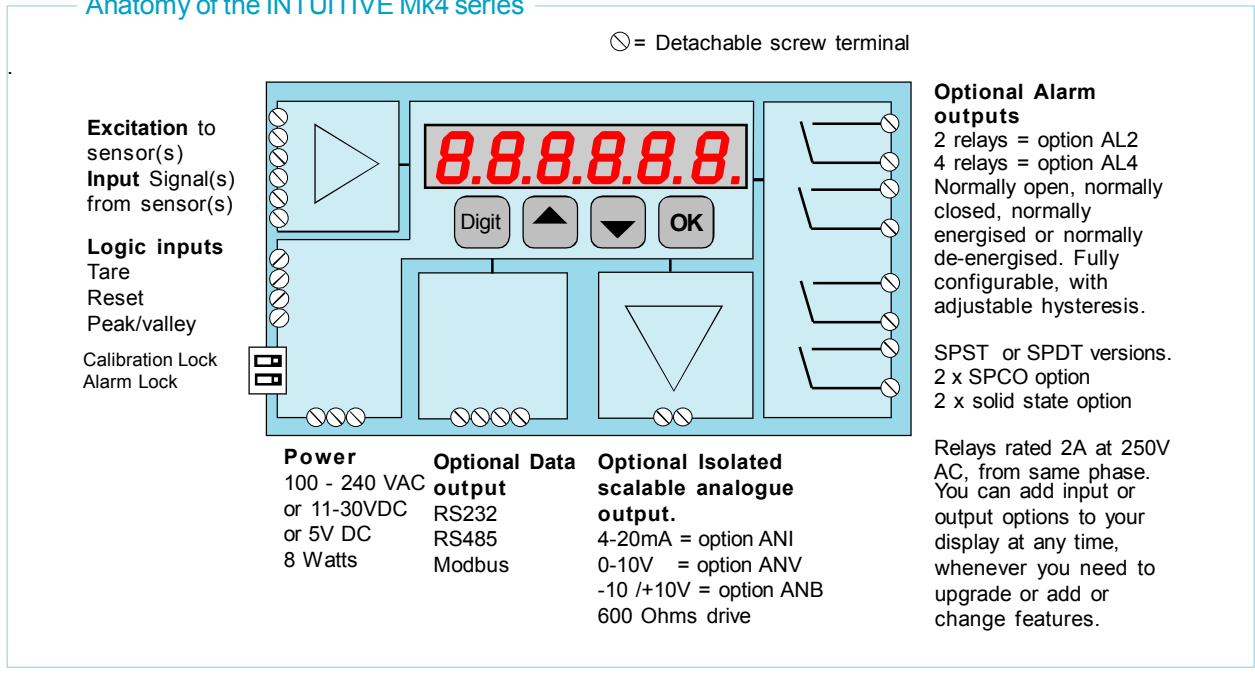 Anatomy of the INTUITIVE Mk4 series
= Detachable screw terminal
.
Excitation to
sensor(s)
Input Signal(s)
from sensor(s)
Logic inputs
Tare
Reset
Peak/valley
Calibration Lock
Alarm Lock
8.8.8.8.8.8.
Digit
OK
Power
100 - 240 VAC
or 11-30VDC
or 5V DC
8 Watts
Optional Data
output
RS232
RS485
Modbus
Optional Isolated
scalable analogue
output.
4-20mA = option ANI
0-10V = option ANV
-10 /+10V = option ANB
600 Ohms drive
Optional Alarm
outputs
2 relays = option AL2
4 relays = option AL4
Normally open, normally
closed, normally
energised or normally
de-energised. Fully
configurable, with
adjustable hysteresis.
SPST or SPDT versions.
2 x SPCO option
2 x solid state option
Relays rated 2A at 250V
AC, from same phase.
You can add input or
output options to your
display at any time,
whenever you need to
upgrade or add or
change features.